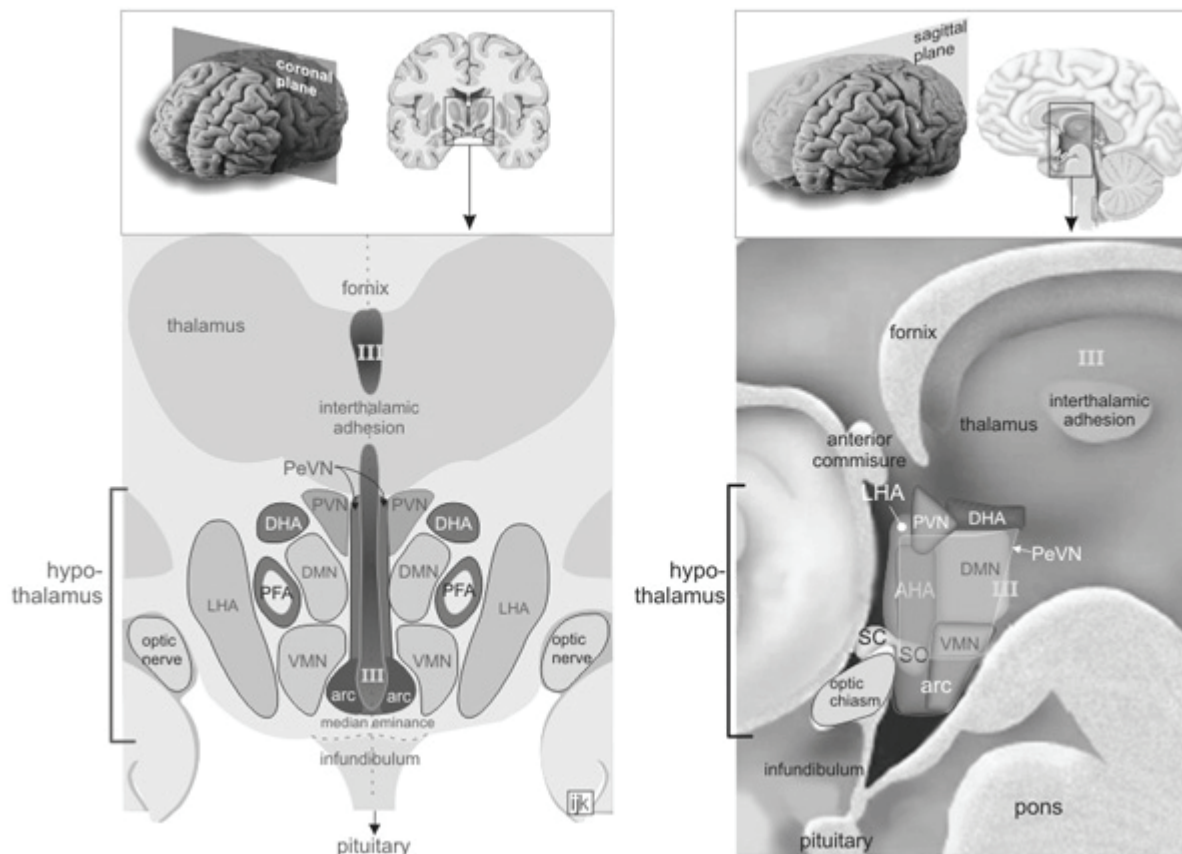 coronal
plane
fornix
thalamus
III
interthalamic
adhesion
PeVN
PVN
PVN
DHA
DHA
DMN
DMN
PFA
PFA
hypo-
thalamus
LHA
LHA
optic
nerve
optic
nerve
VMN
VMN
III
arc
arc
median eminance
infundibulum
ijk
pituitary
sagittal
plane
fornix
III
interthalamic
adhesion
thalamus
anterior
commisure
LHA
PVN
DHA
PeVN
hypo-
thalamus
AHA
DMN
III
SC
SO
VMN
optic
chiasm
arc
infundibulum
pons
pituitary